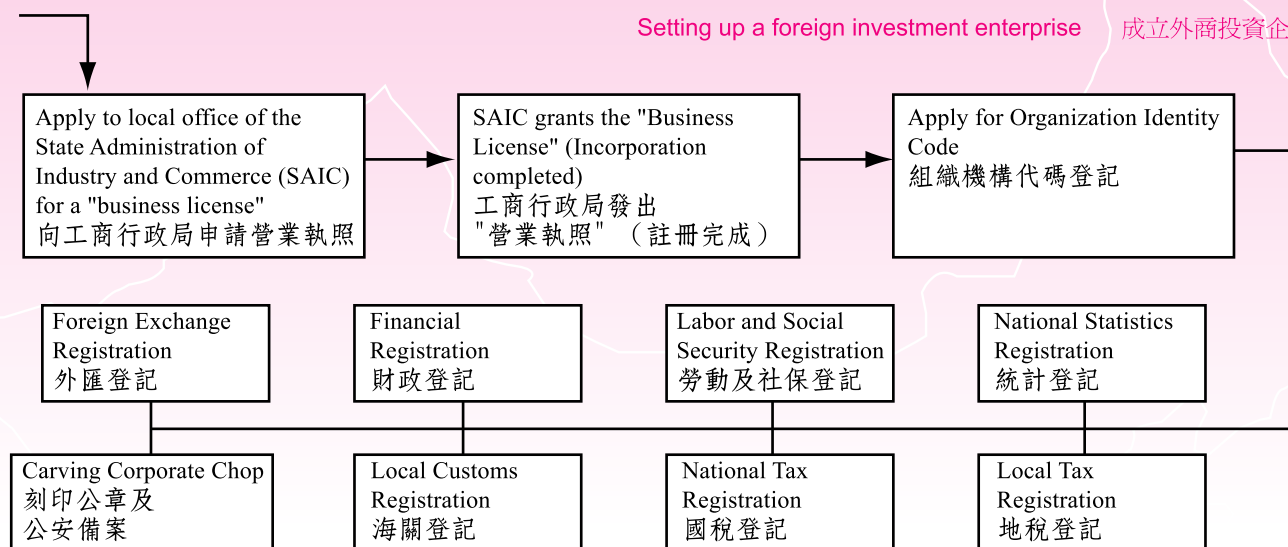 Setting up a foreign investment enterprise 成立外商投資企
Apply to local office of the
State Administration of
Industry and Commerce (SAIC)
for a "business license"
向工商行政局申請營業執照
SAIC grants the "Business
License" (Incorporation
completed)
工商行政局發出
"營業執照" （註冊完成）
Apply for Organization Identity
Code
組織機構代碼登記
Foreign Exchange
Registration
外匯登記
Financial
Registration
財政登記
Labor and Social
Security Registration
勞動及社保登記
National Statistics
Registration
統計登記
Carving Corporate Chop
刻印公章及
公安備案
Local Customs
Registration
海關登記
National Tax
Registration
國稅登記
Local Tax
Registration
地稅登記